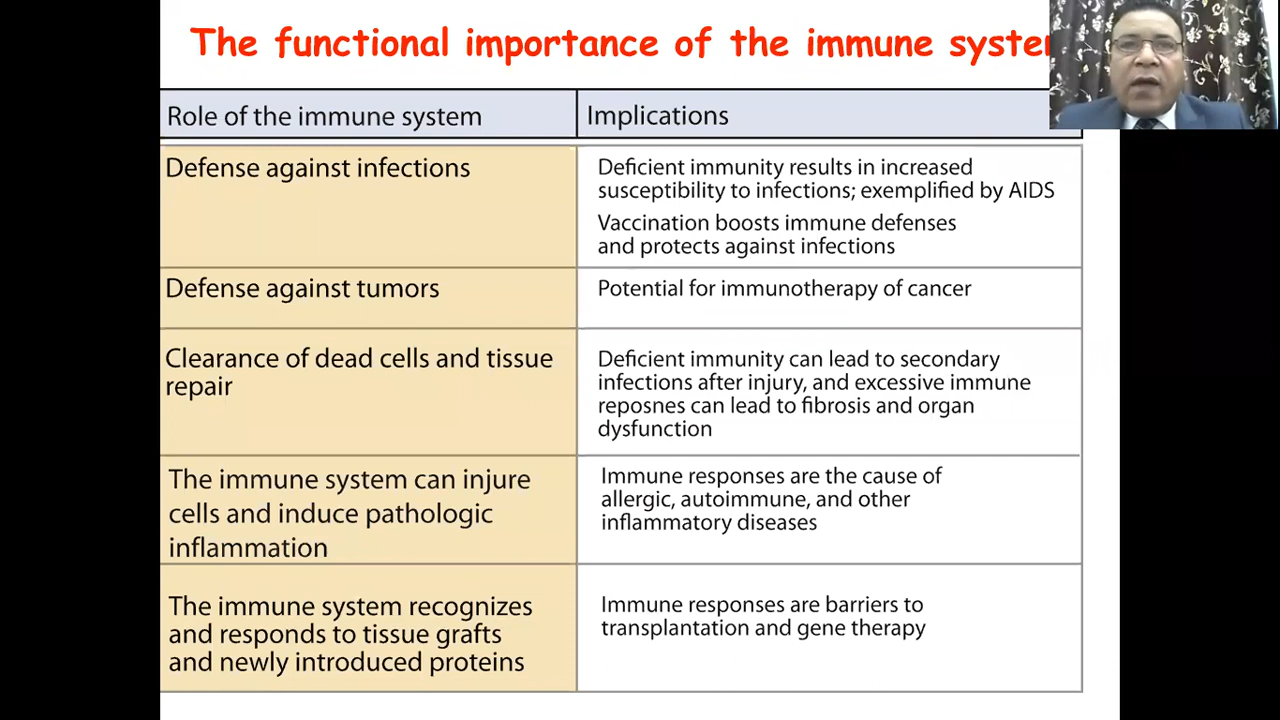 The functional importance of the immune system
Role of the immune system
Implications
Defense against infections
Deficient immunity results in increased
susceptibility to infections; exemplified by AIDS
Vaccination boosts immune defenses
and protects against infections
Defense against tumors
Potential for immunotherapy of cancer
Clearance of dead cells and tissue
repair
Deficient immunity can lead to secondary
infections after injury, and excessive immune
reposnes can lead to fibrosis and organ
dysfunction
The immune system can injure
cells and induce pathologic
inflammation
Immune responses are the cause of
allergic, autoimmune, and other
inflammatory diseases
The immune system recognizes
and responds to tissue grafts
and newly introduced proteins
Immune responses are barriers to
transplantation and gene therapy